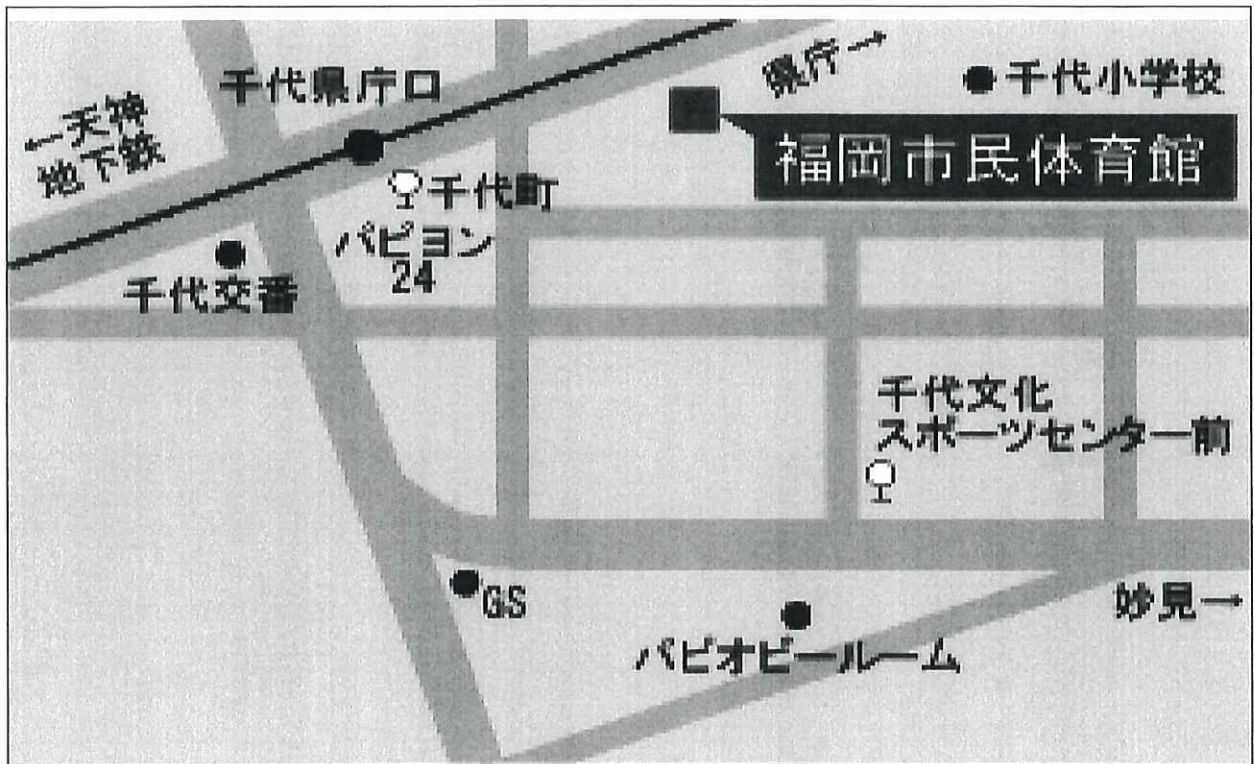 千代県庁口
県庁→
千代小学校
←天神
地下鉄
福岡市民体育館
千代町
パピヨン
24
千代交番
千代文化
スポーツセンター前
GS
妙見→
パピオビールーム